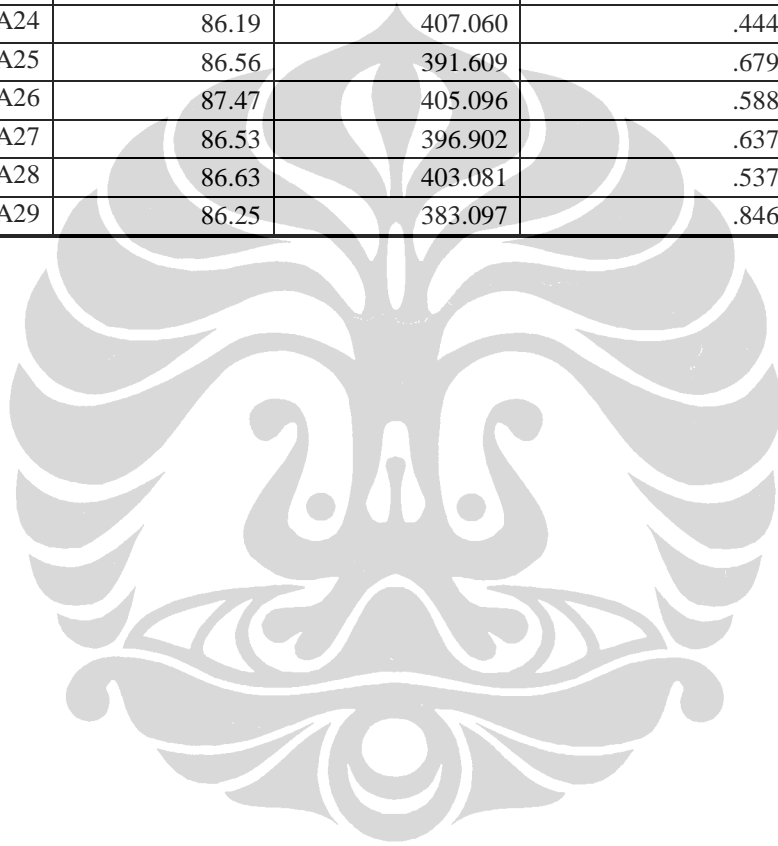 A24 86.19 407.060 .444
A25 86.56 391.609 .679
A26 87.47 405.096 .588
A27 86.53 396.902 .637
A28 86.63 403.081 .537
A29 86.25 383.097 .846